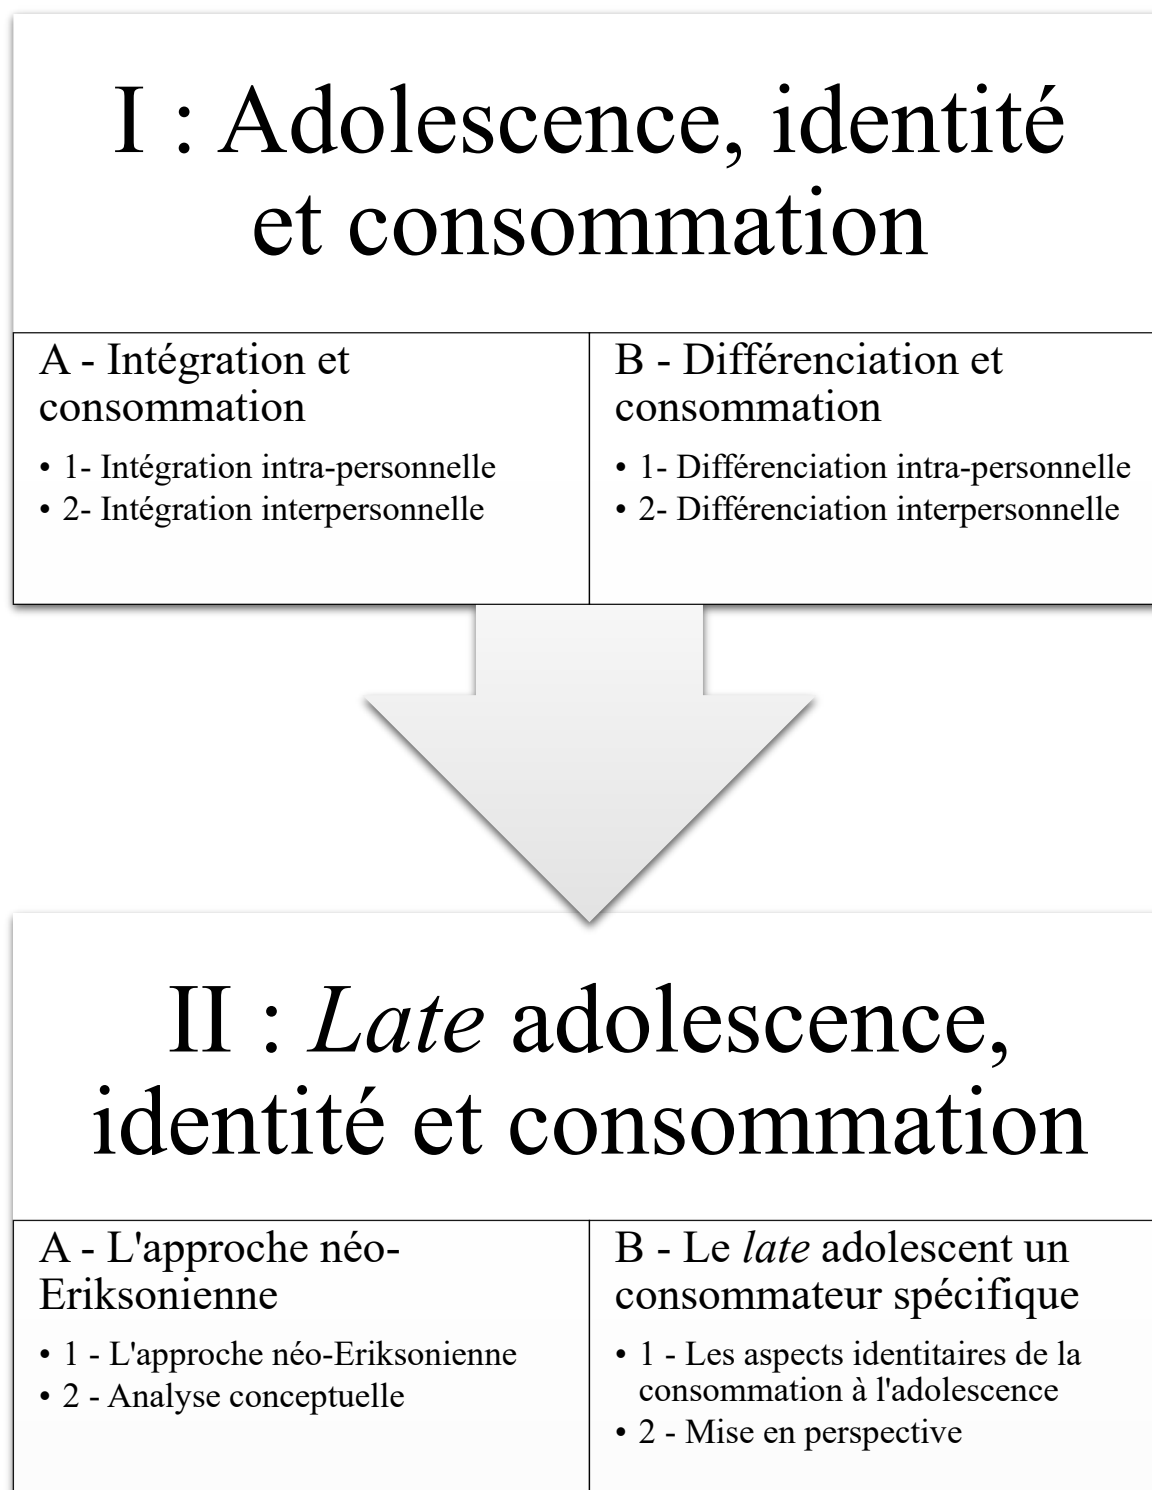 I : Adolescence, identité
et consommation
A - Intégration et
consommation
• 1- Intégration intra-personnelle
• 2- Intégration interpersonnelle
B - Différenciation et
consommation
• 1- Différenciation intra-personnelle
• 2- Différenciation interpersonnelle
II : Late adolescence,
identité et consommation
A - L'approche néo-
Eriksonienne
• 1 - L'approche néo-Eriksonienne
• 2 - Analyse conceptuelle
B - Le late adolescent un
consommateur spécifique
• 1 - Les aspects identitaires de la
consommation à l'adolescence
• 2 - Mise en perspective